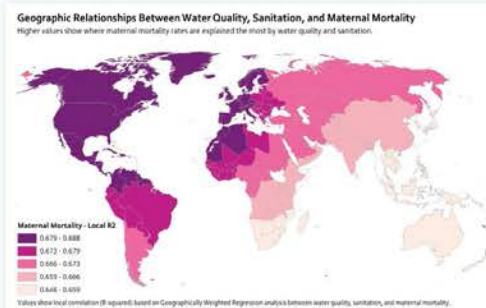 Geographic Relationships Between Water Quality, Sanitation, and Maternal Mortality
Higher values show where maternal mortality rates are explained the most by water quality and sanitation.
Maternal Mortality - Local R2
0.679 - 0.688
0.673 - 0.679
0.666 - 0.673
0.659 - 0.666
0.646 - 0.659
Values show local correlation (R-squared) based on Geographically Weighted Regression analysis between water quality, sanitation, and maternal mortality.